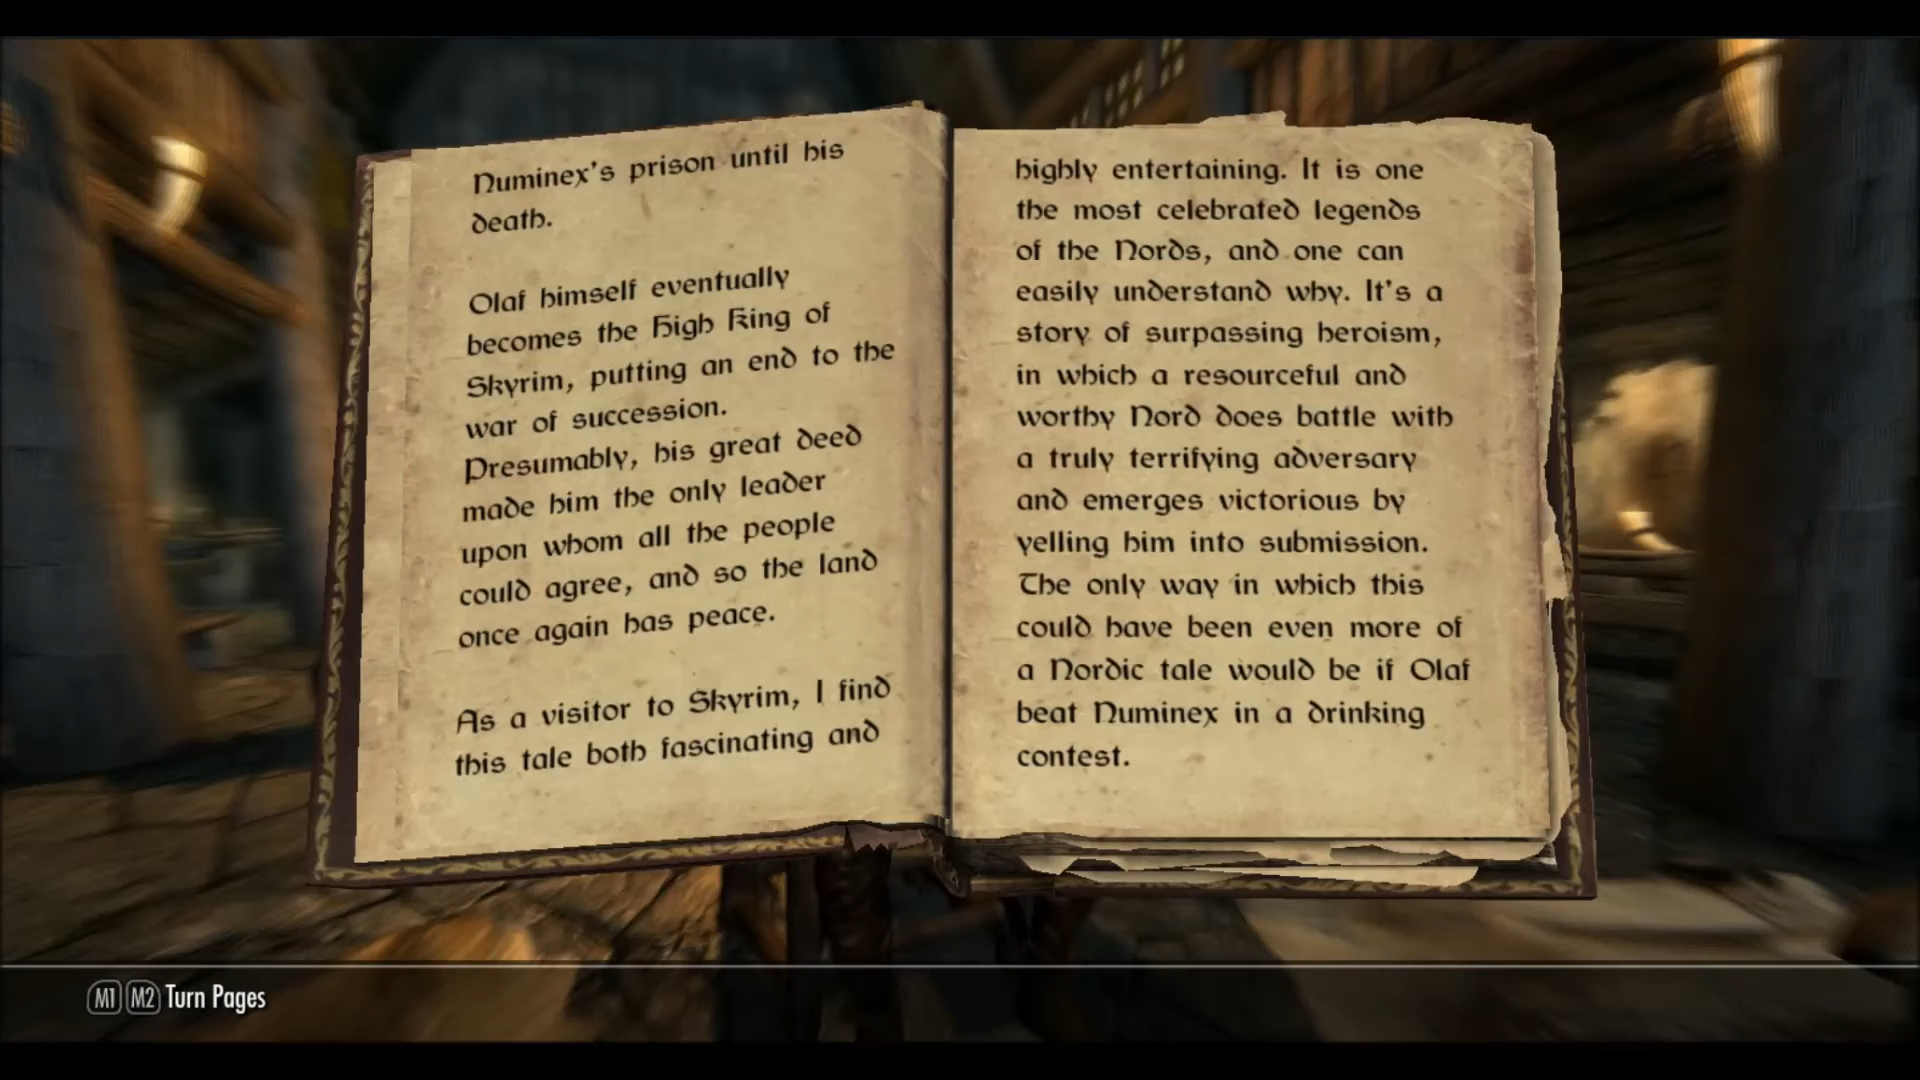 Numinex's prison until his
death.
Olaf himself eventually
becomes the High King of
Skyrim, putting an end to the
war of succession.
Presumably, his great deed
made him the only leader
upon whom all the people
could agree, and so the land
once again has peace.
As a visitor to Skyrim, I find
this tale both fascinating and
highly entertaining. It is one
the most celebrated legends
of the Nords, and one can
easily understand why. It's a
story of surpassing heroism,
in which a resourceful and
worthy Nord does battle with
a truly terrifying adversary
and emerges victorious by
yelling him into submission.
The only way in which this
could have been even more of
a Nordic tale would be if Olaf
beat Numinex in a drinking
contest.
M1 M2 Turn Pages